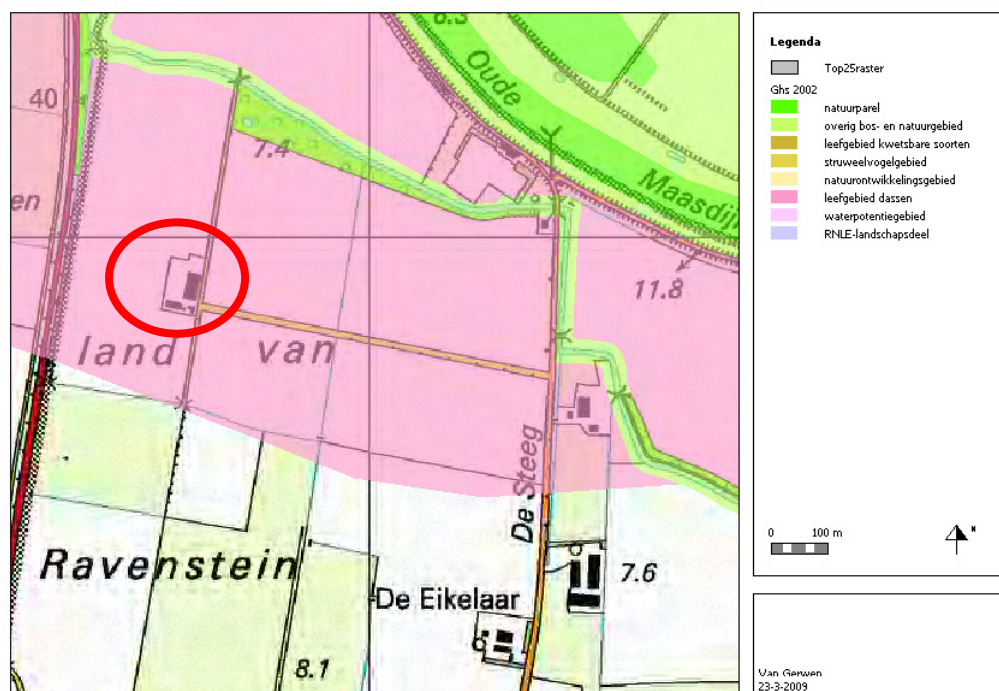 6.3
Oude
40
7.4
Maasdijk
en
11.8
land van
De Steeg
Ravenstein
7.6
De Eikelaar
8.1
Legenda
Top25raster
Ghs 2002
natuurparel
overig bos- en natuurgebied
leefgebied kwetsbare soorten
struweelvogelgebied
natuurontwikkelingsgebied
leefgebied dassen
waterpotentiegebied
RNLE-landschapsdeel
0 100 m
N
Van Gerwen
23-3-2009